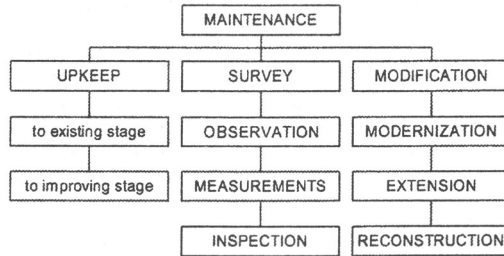 MAINTENANCE
UPKEEP SURVEY MODIFICATION
to existing stage OBSERVATION MODERNIZATION
to improving stage MEASUREMENTS EXTENSION
INSPECTION RECONSTRUCTION